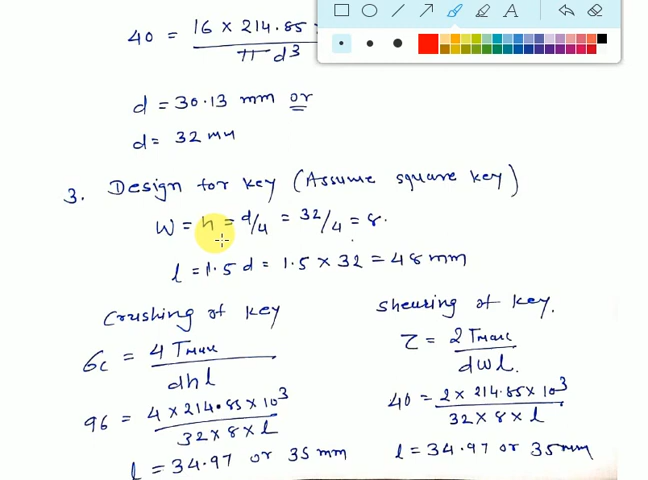 40 = 16 × 214.85
π d³
d = 30.13 mm or
d = 32 mm
3. Design for key (Assume square key)
W = h = d/4 = 32/4 = 8.
l = 1.5 d = 1.5 × 32 = 48 mm
Crushing of key
σc = 4 Tmax
dhl
96 = 4 × 214.85 × 10³
32 × 8 × l
l = 34.97 or 35 mm
Shearing of key.
τ = 2 Tmax
dwl.
40 = 2 × 214.85 × 10³
32 × 8 × l
l = 34.97 or 35mm
A